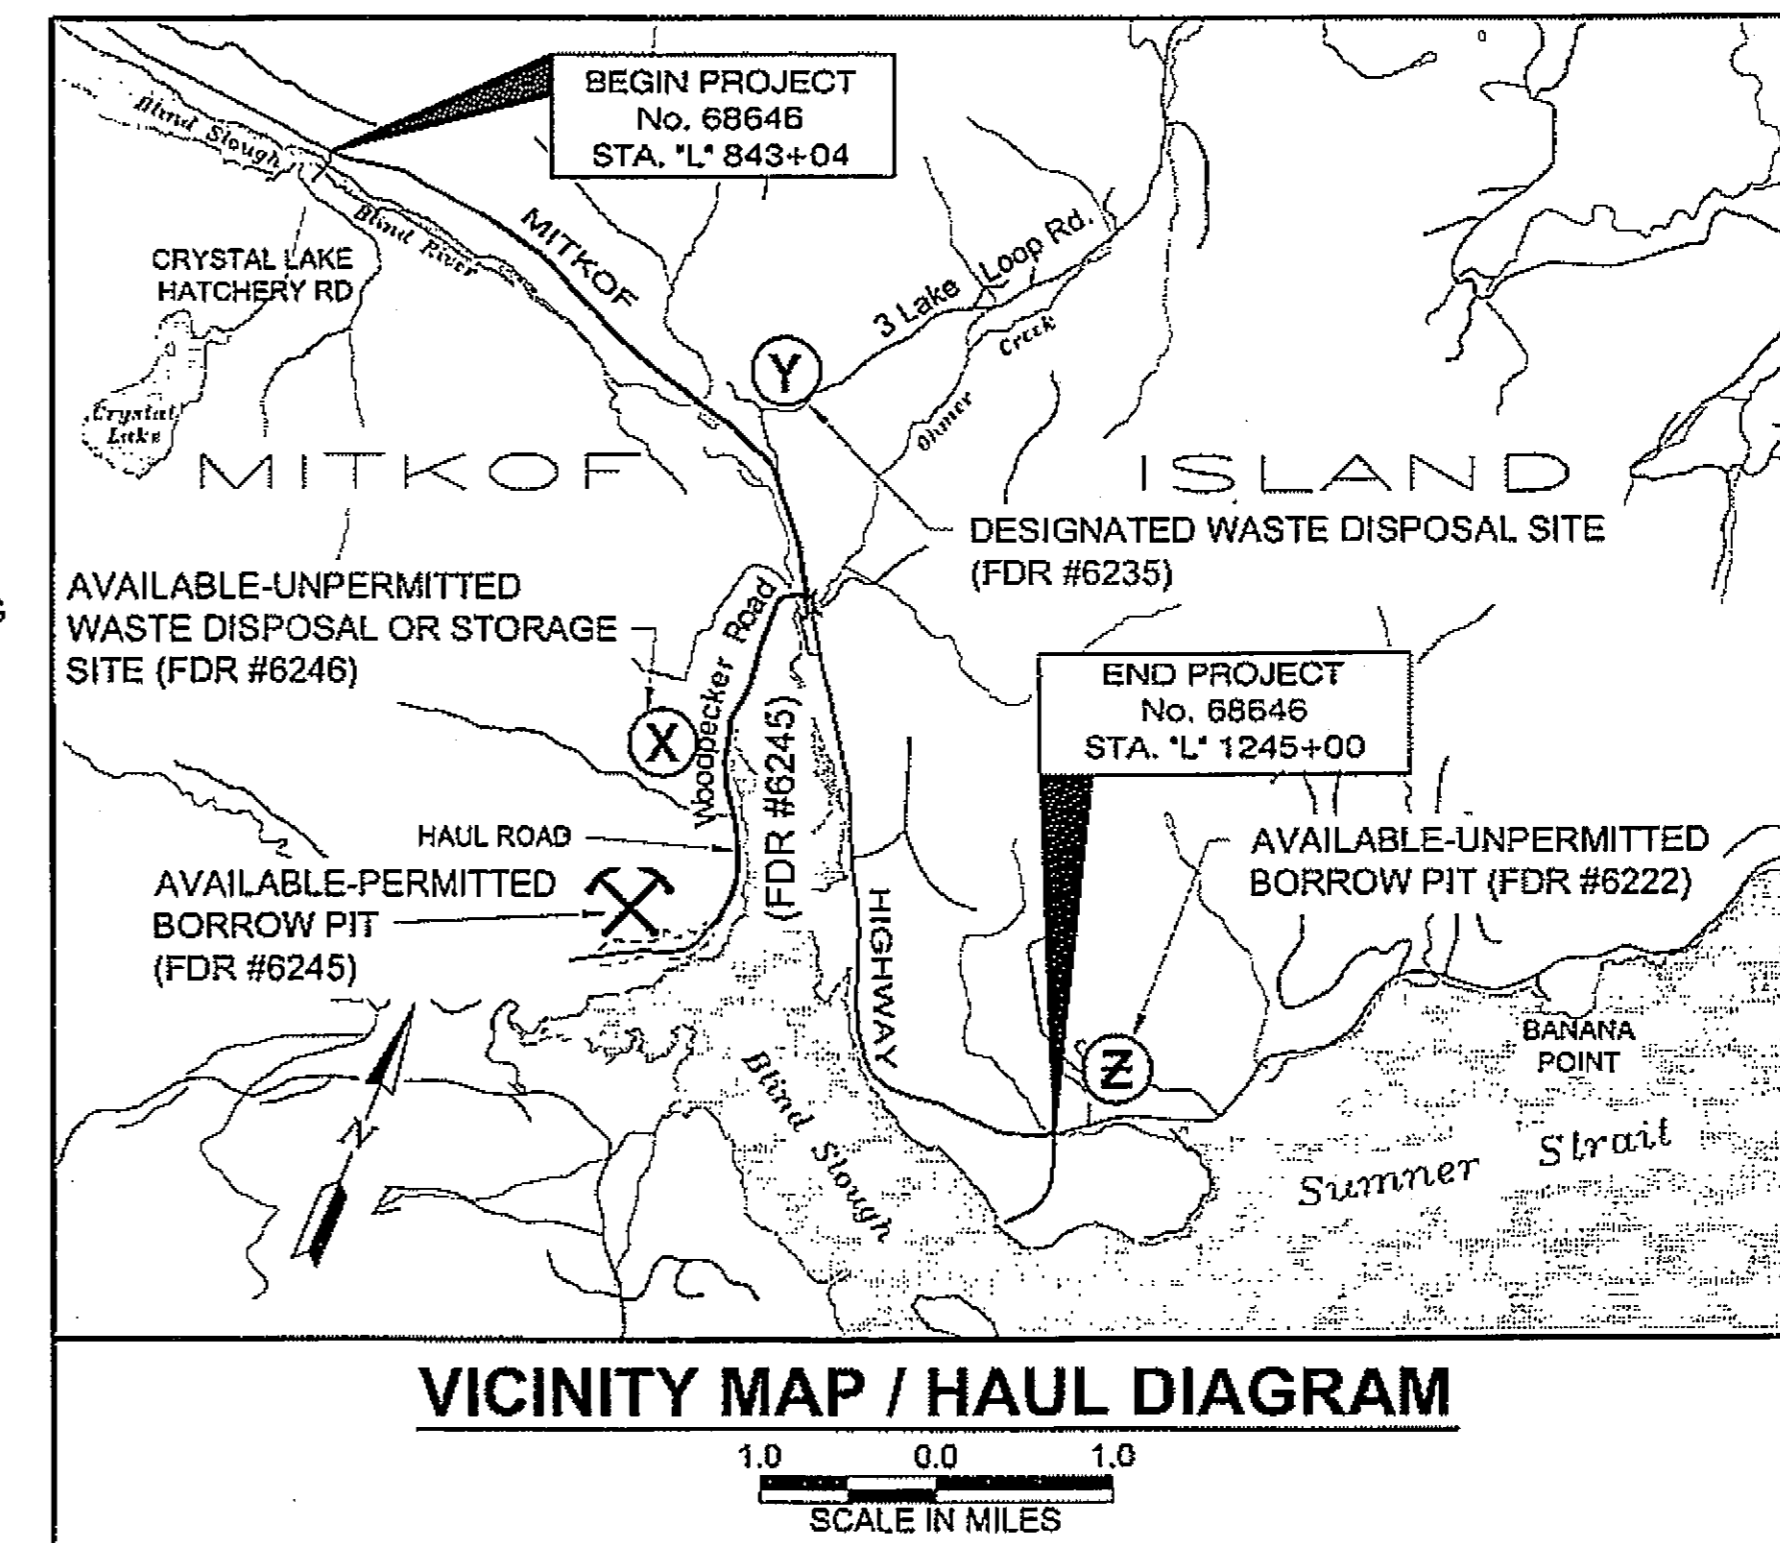 BEGIN PROJECT
No. 68646
STA. "L" 843+04
Blind Slough
Blind River
MITKOF
CRYSTAL LAKE
HATCHERY RD
3 Lake Loop Rd.
Y
Creek
Ohmer
Crystal
Lake
MITKOF ISLAND
DESIGNATED WASTE DISPOSAL SITE
(FDR #6235)
AVAILABLE-UNPERMITTED
WASTE DISPOSAL OR STORAGE
SITE (FDR #6246)
Woodpecker Road
(FDR #6245)
X
END PROJECT
No. 68646
STA. "L" 1245+00
HAUL ROAD
AVAILABLE-PERMITTED
BORROW PIT
(FDR #6245)
AVAILABLE-UNPERMITTED
BORROW PIT (FDR #6222)
HIGHWAY
Z
BANANA
POINT
N
Blind Slough
Sumner Strait
VICINITY MAP / HAUL DIAGRAM
1.0 0.0 1.0
SCALE IN MILES